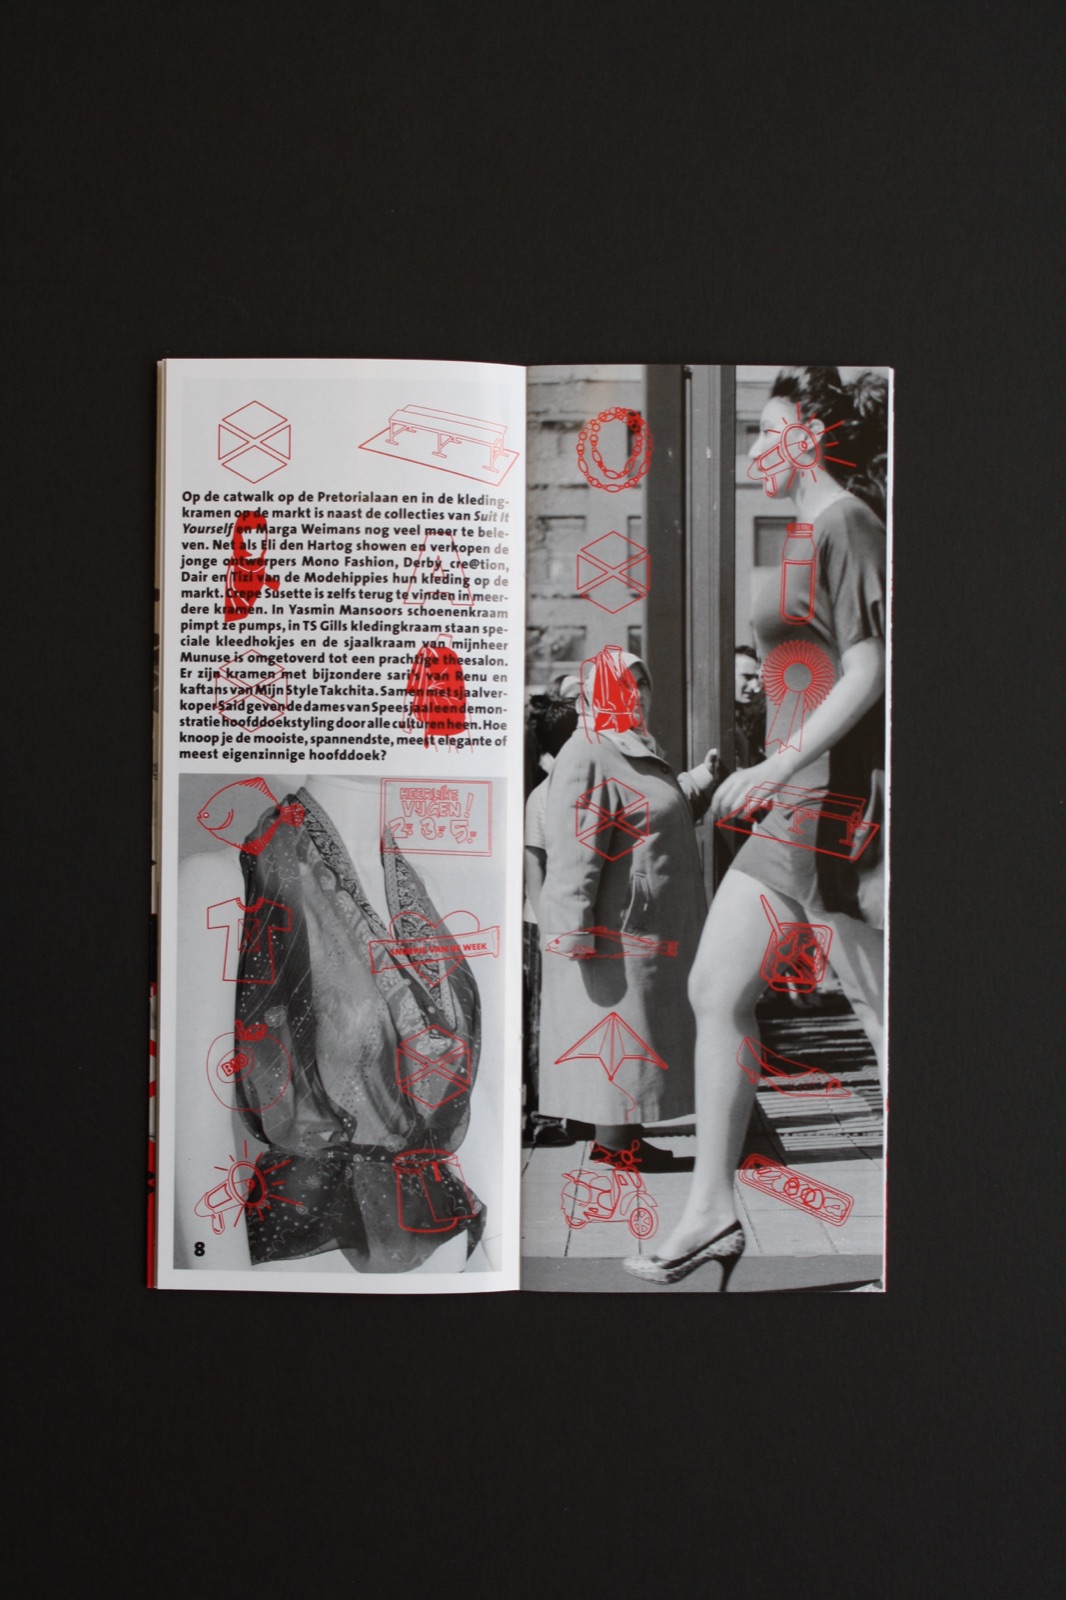 Op de catwalk op de Pretorialaan en in de kleding-
kramen op de markt is naast de collecties van Suit It
Yourself en Marga Weimans nog veel meer te bele-
ven. Net als Eli den Hartog showen en verkopen de
jonge ontwerpers Mono Fashion, Derby_cre@tion,
Dair en Tizi van de Modehippies hun kleding op de
markt. Crepe Susette is zelfs terug te vinden in meer-
dere kramen. In Yasmin Mansoors schoenenkraam
pimpt ze pumps, in TS Gills kledingkraam staan spe-
ciale kleedhokjes en de sjaalkraam van mijnheer
Munuse is omgetoverd tot een prachtige theesalon.
Er zijn kramen met bijzondere sari's van Renu en
kaftans van Mijn Style Takchita. Samen met sjaalver-
koper Said geven de dames van Speesjaal een demon-
stratie hoofddoekstyling door alle culturen heen. Hoe
knoop je de mooiste, spannendste, meest elegante of
meest eigenzinnige hoofddoek?
HEERLIJKE
VIJGEN!
2.= 3.= 5.=
SNOEPJE VAN DE WEEK
BIO
8